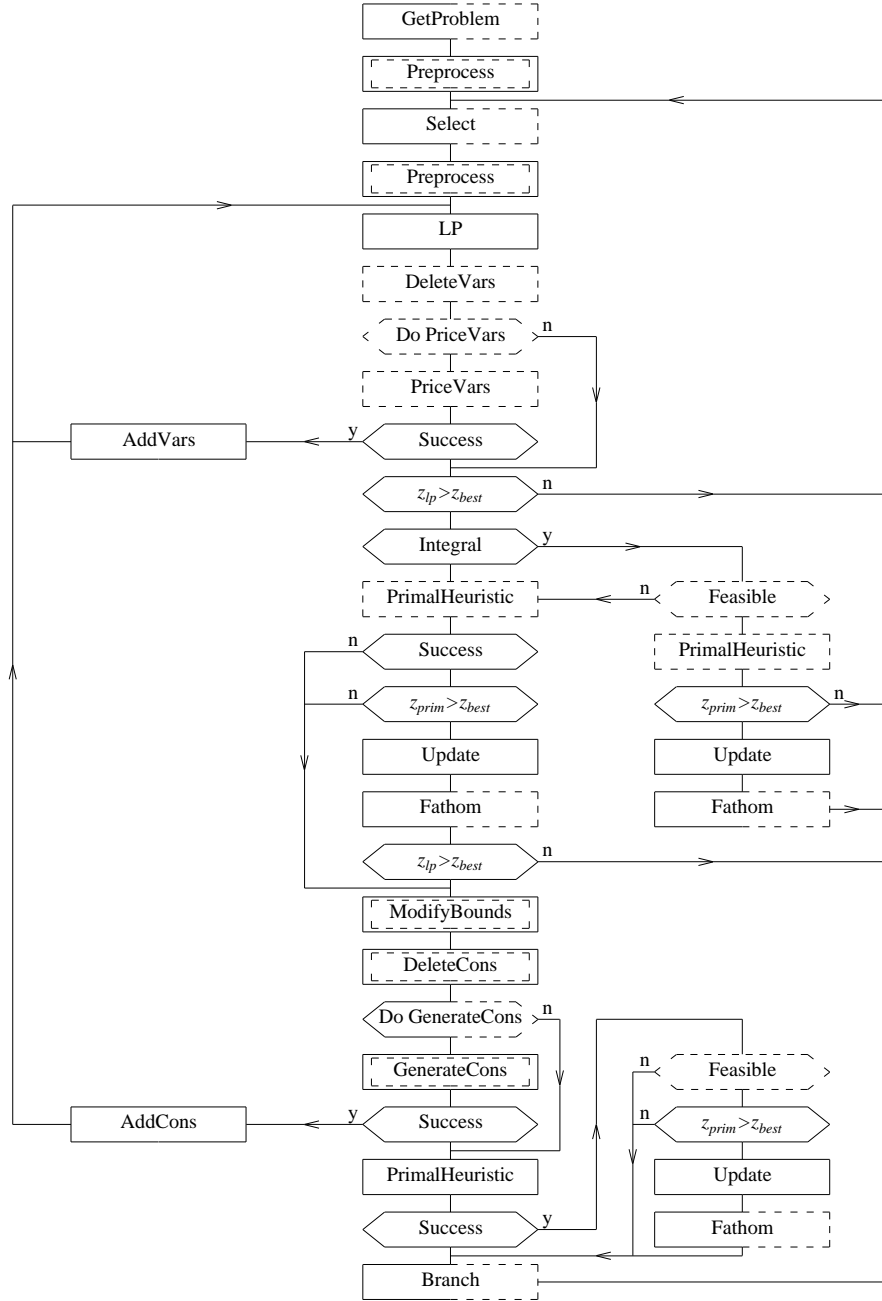 GetProblem
Preprocess
Select
Preprocess
LP
DeleteVars
Do PriceVars n
PriceVars
AddVars y Success
z_lp>z_best n
Integral y
PrimalHeuristic n Feasible
n Success PrimalHeuristic
n z_prim>z_best z_prim>z_best n
Update Update
Fathom Fathom
z_lp>z_best n
ModifyBounds
DeleteCons
Do GenerateCons n
GenerateCons n Feasible
AddCons y Success n z_prim>z_best
PrimalHeuristic Update
Success y Fathom
Branch